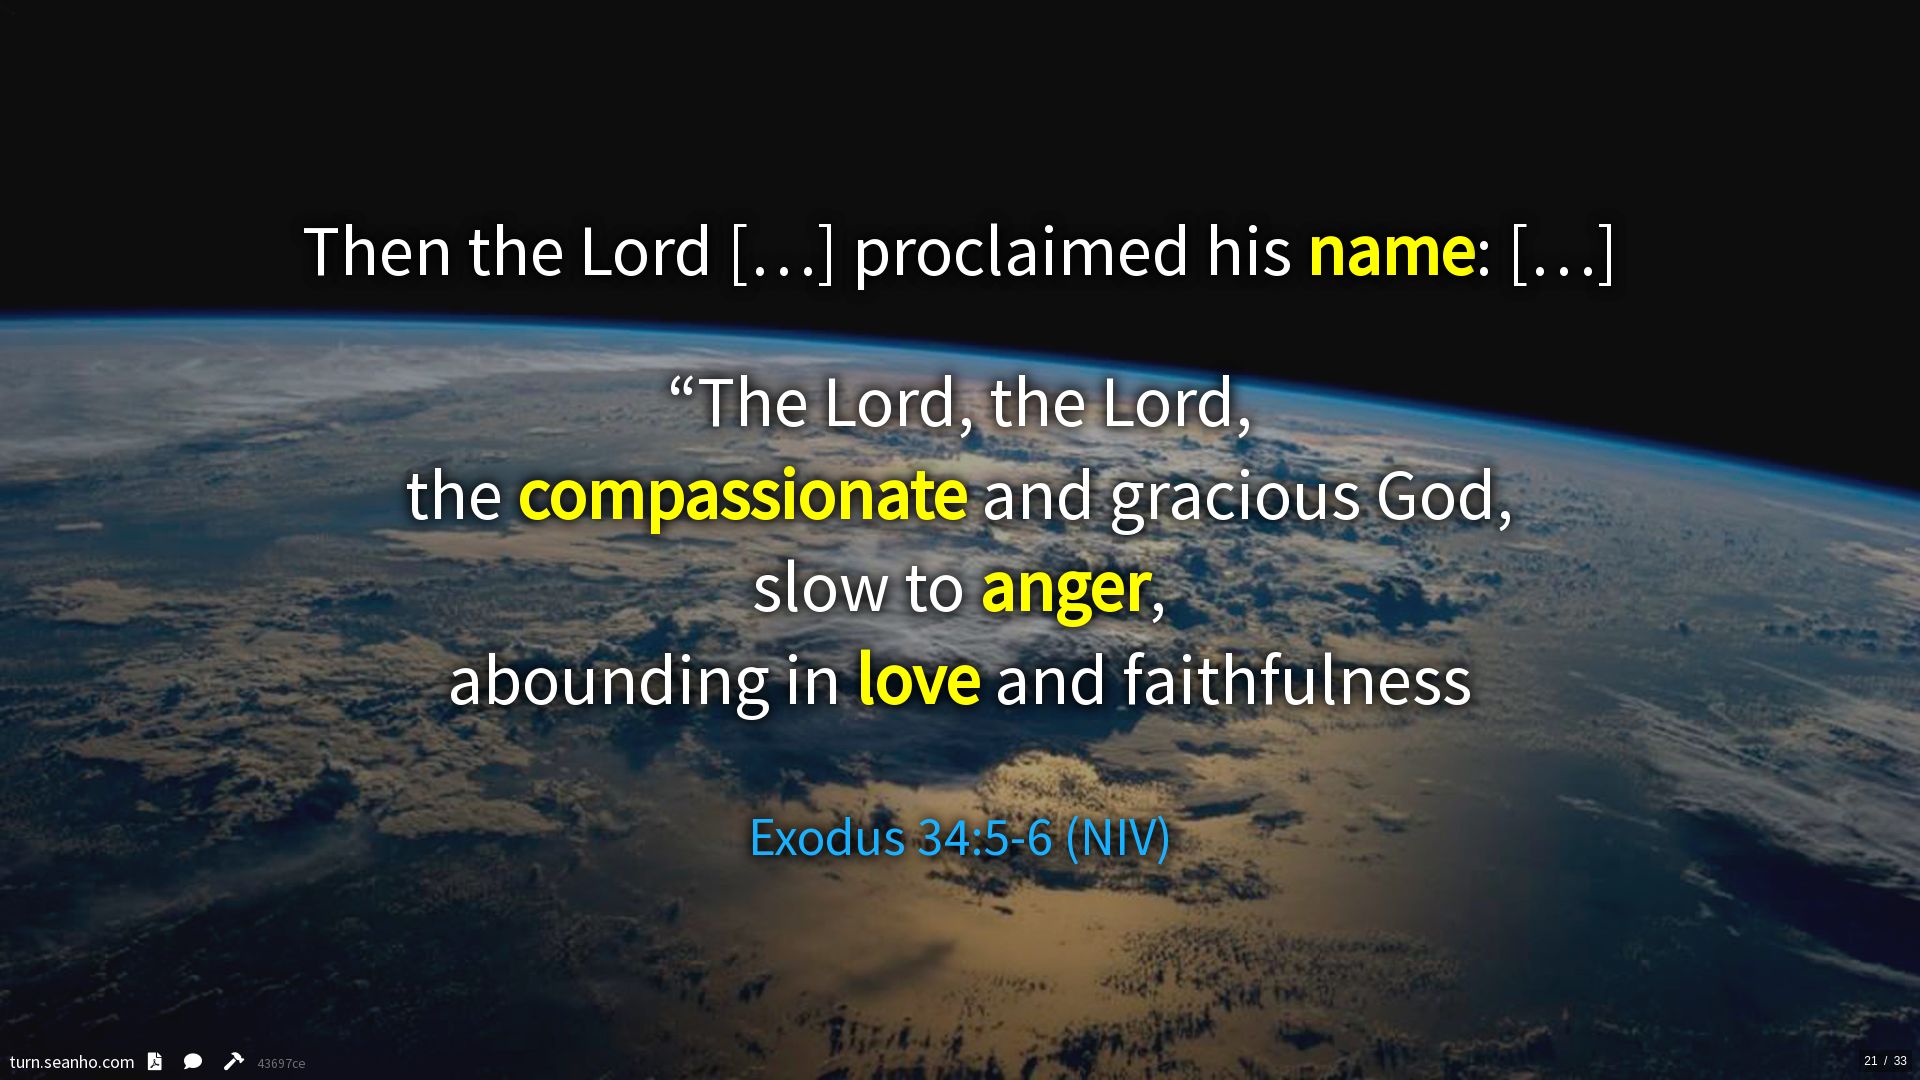 Then the Lord […] proclaimed his name: […]
“The Lord, the Lord,
the compassionate and gracious God,
slow to anger,
abounding in love and faithfulness
Exodus 34:5-6 (NIV)
turn.seanho.com 43697ce
21 / 33